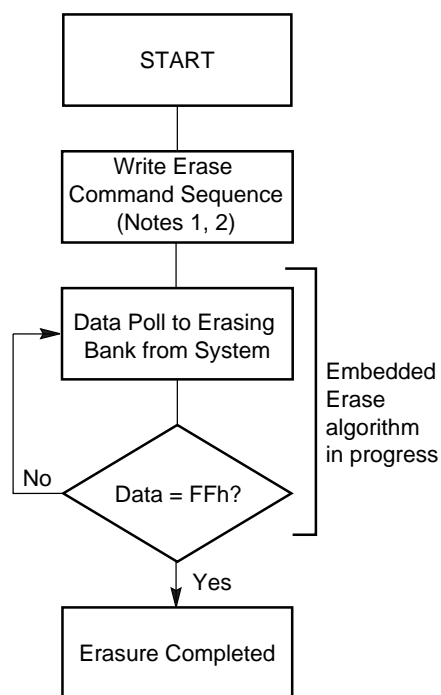 START
Write Erase
Command Sequence
(Notes 1, 2)
Data Poll to Erasing
Bank from System
Embedded
Erase
algorithm
in progress
No
Data = FFh?
Yes
Erasure Completed